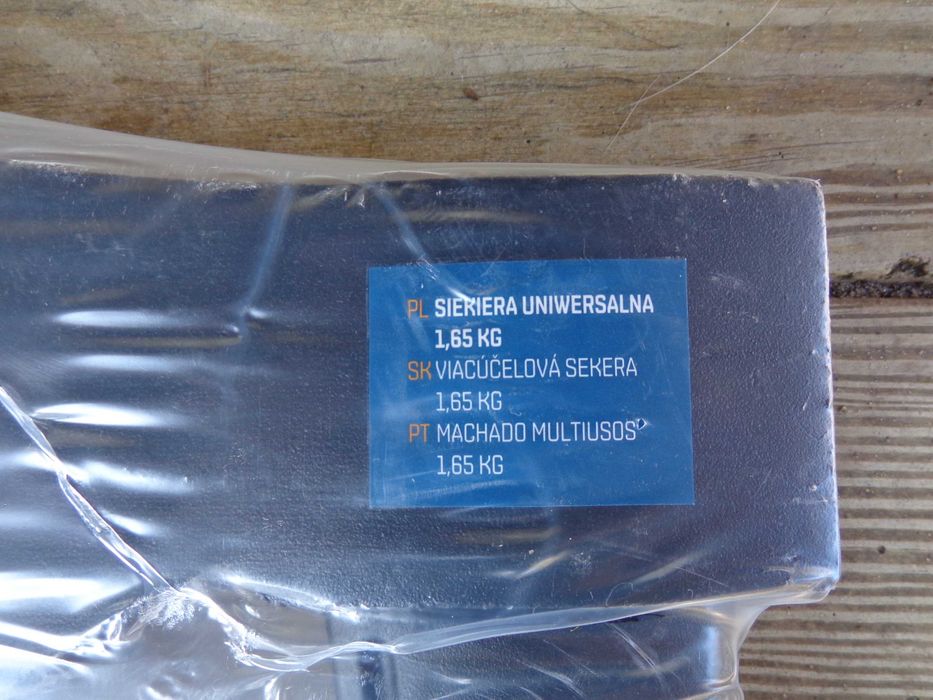 PL SIEKIERA UNIWERSALNA
1,65 KG
SK VIACÚČELOVÁ SEKERA
1,65 KG
PT MACHADO MULTIUSOS
1,65 KG